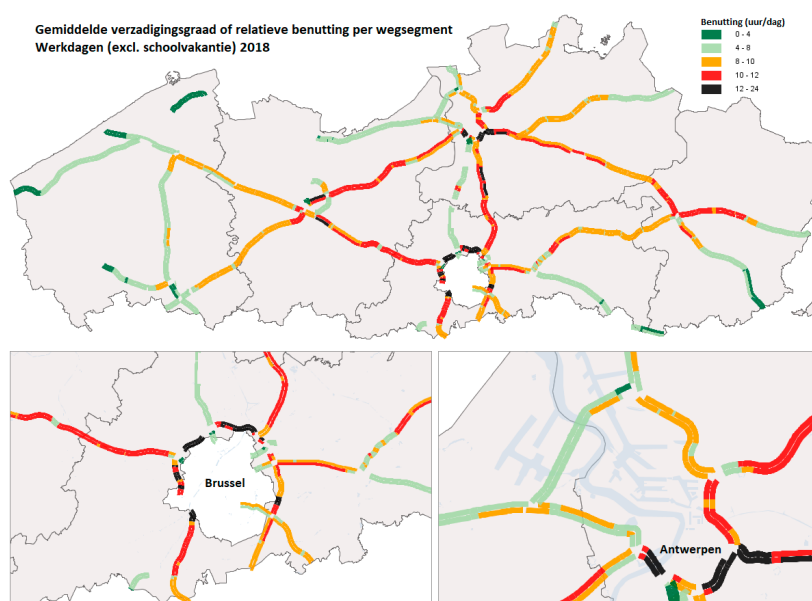 Gemiddelde verzadigingsgraad of relatieve benutting per wegsegment
Werkdagen (excl. schoolvakantie) 2018
Benutting (uur/dag)
0 - 4
4 - 8
8 - 10
10 - 12
12 - 24
Brussel
Antwerpen